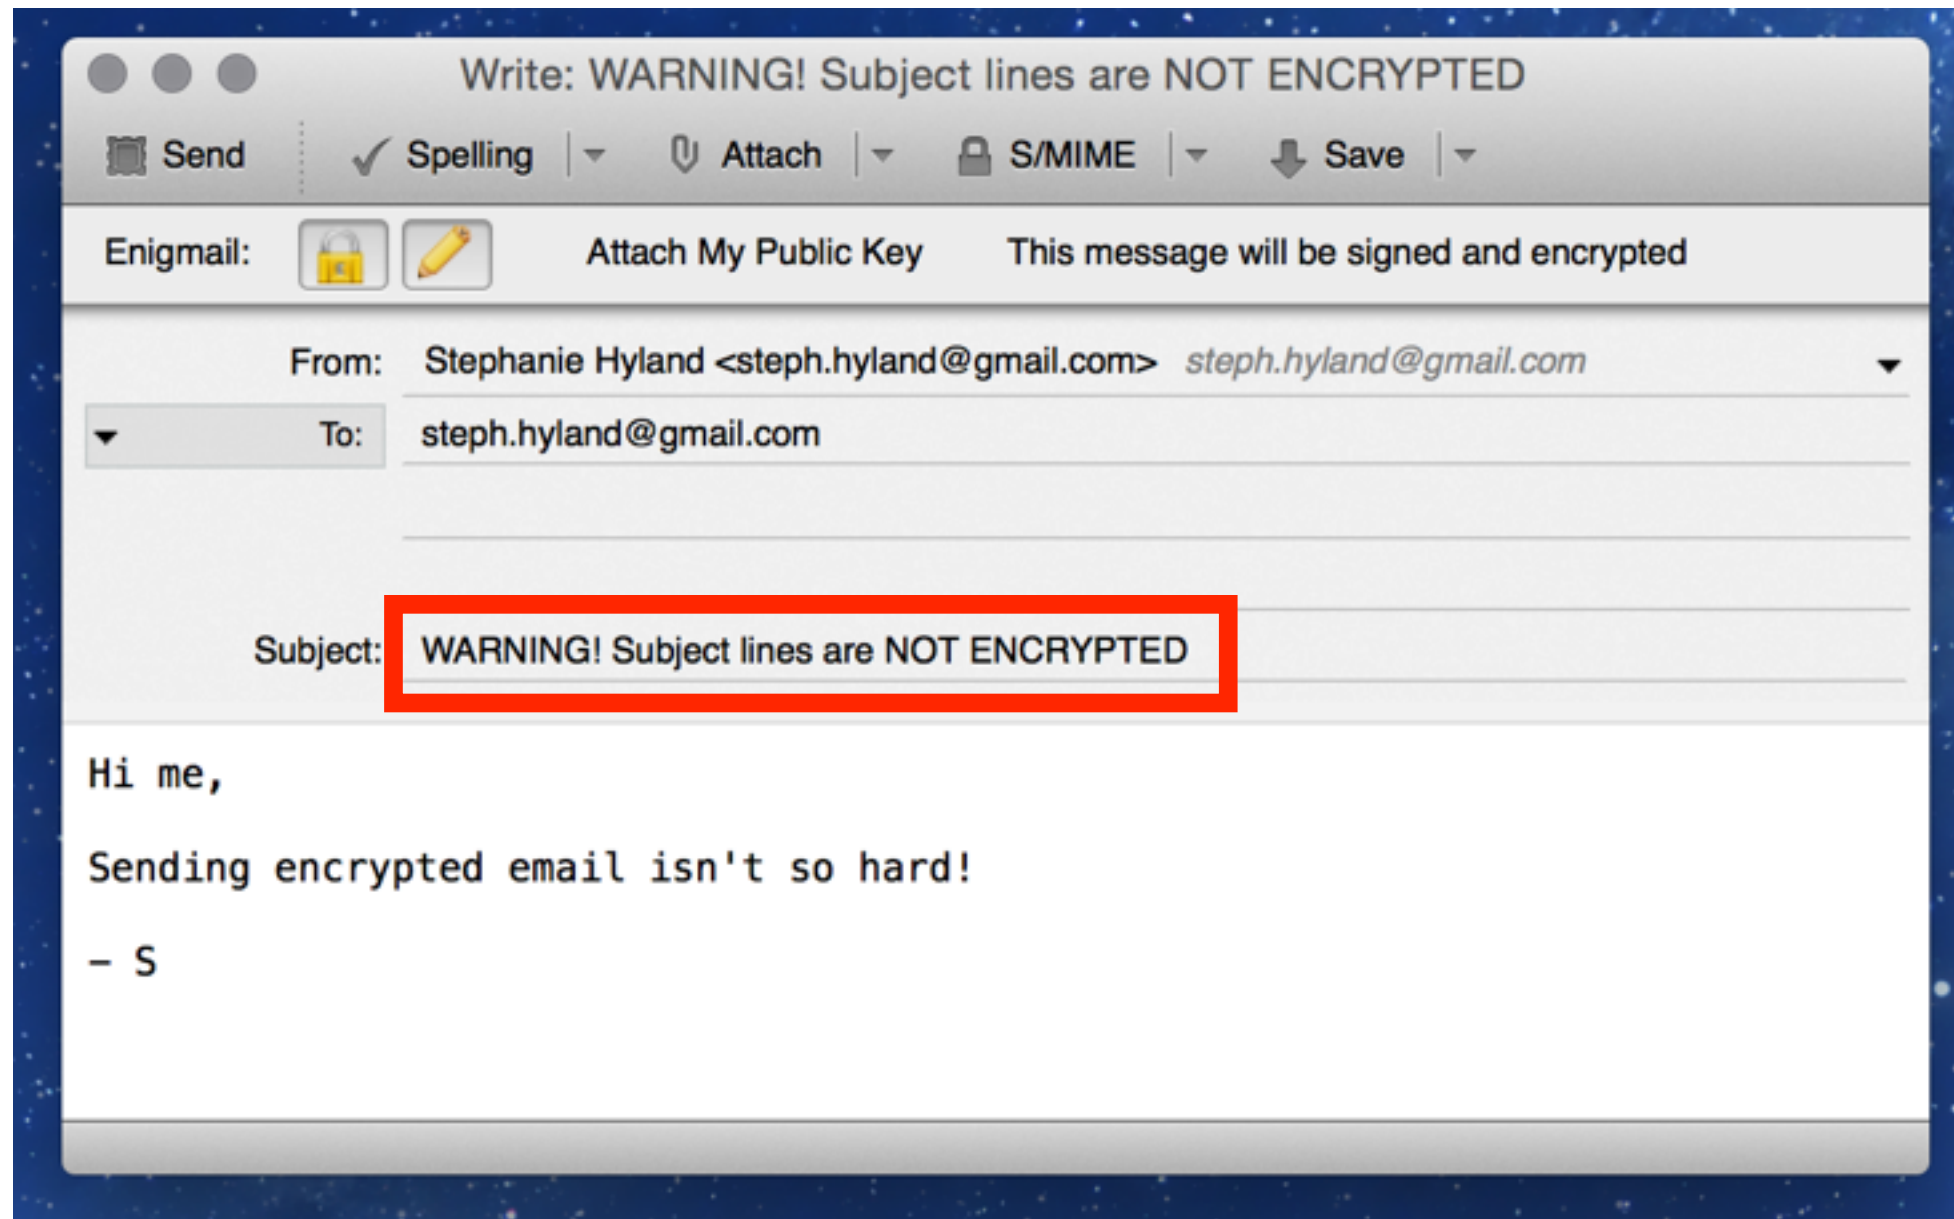 Write: WARNING! Subject lines are NOT ENCRYPTED
Send Spelling Attach S/MIME Save
Enigmail: Attach My Public Key This message will be signed and encrypted
From: Stephanie Hyland <steph.hyland@gmail.com> steph.hyland@gmail.com
To: steph.hyland@gmail.com
Subject: WARNING! Subject lines are NOT ENCRYPTED
Hi me,
Sending encrypted email isn't so hard!
- S